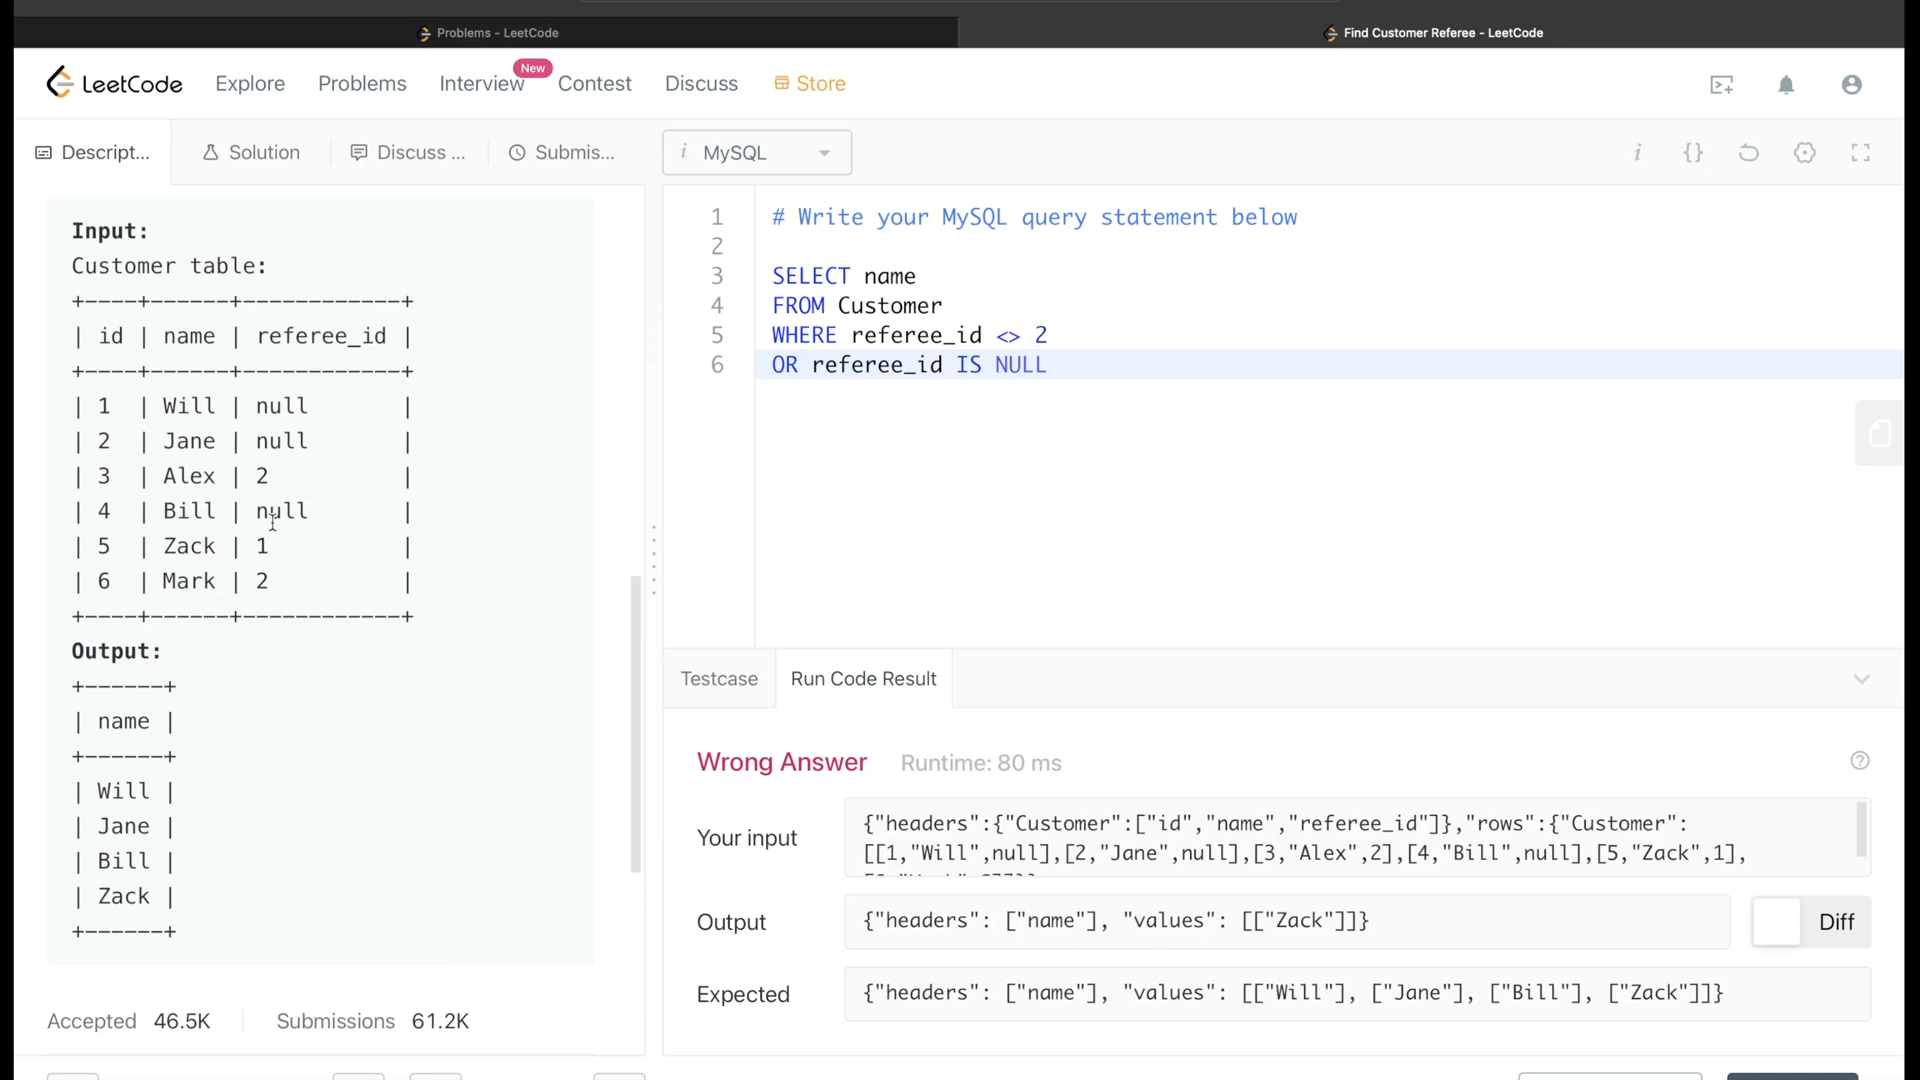 Problems - LeetCode
Find Customer Referee - LeetCode
LeetCode Explore Problems Interview New Contest Discuss Store
Descript... Solution Discuss ... Submis...
i MySQL
i {}
Input:
Customer table:
+----+------+------------+
| id | name | referee_id |
+----+------+------------+
| 1  | Will | null       |
| 2  | Jane | null       |
| 3  | Alex | 2          |
| 4  | Bill | null       |
| 5  | Zack | 1          |
| 6  | Mark | 2          |
+----+------+------------+
Output:
+------+
| name |
+------+
| Will |
| Jane |
| Bill |
| Zack |
+------+
Accepted 46.5K Submissions 61.2K
1 # Write your MySQL query statement below
2
3 SELECT name
4 FROM Customer
5 WHERE referee_id <> 2
6 OR referee_id IS NULL
Testcase Run Code Result
Wrong Answer Runtime: 80 ms
Your input
{"headers":{"Customer":["id","name","referee_id"]},"rows":{"Customer":
[[1,"Will",null],[2,"Jane",null],[3,"Alex",2],[4,"Bill",null],[5,"Zack",1],
Output {"headers": ["name"], "values": [["Zack"]]} Diff
Expected {"headers": ["name"], "values": [["Will"], ["Jane"], ["Bill"], ["Zack"]]}